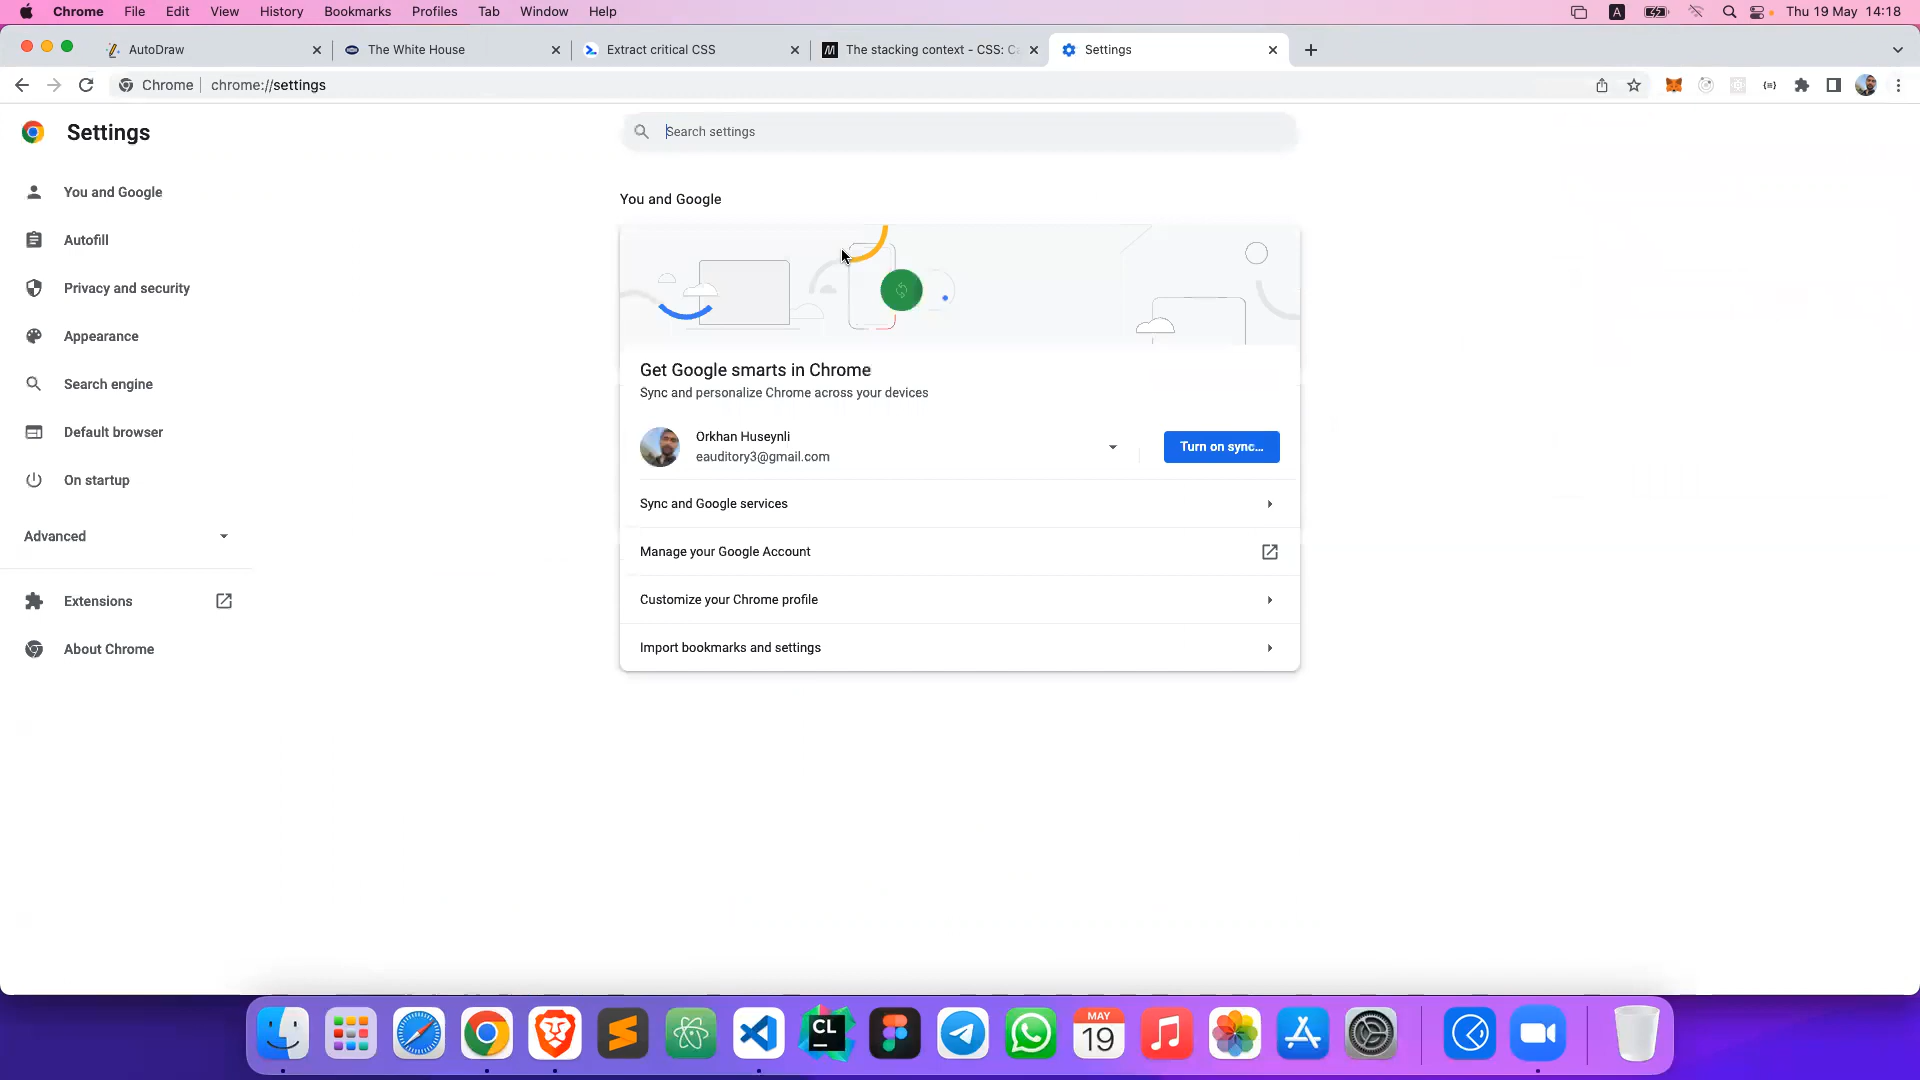 Chrome File Edit View History Bookmarks Profiles Tab Window Help A Thu 19 May 14:18
AutoDraw The White House Extract critical CSS The stacking context - CSS: C Settings
Chrome chrome://settings
Settings
Search settings
You and Google
Autofill
Privacy and security
Appearance
Search engine
Default browser
On startup
Advanced
Extensions
About Chrome
You and Google
Get Google smarts in Chrome
Sync and personalize Chrome across your devices
Orkhan Huseynli
eauditory3@gmail.com
Turn on sync...
Sync and Google services
Manage your Google Account
Customize your Chrome profile
Import bookmarks and settings
CL
MAY
19